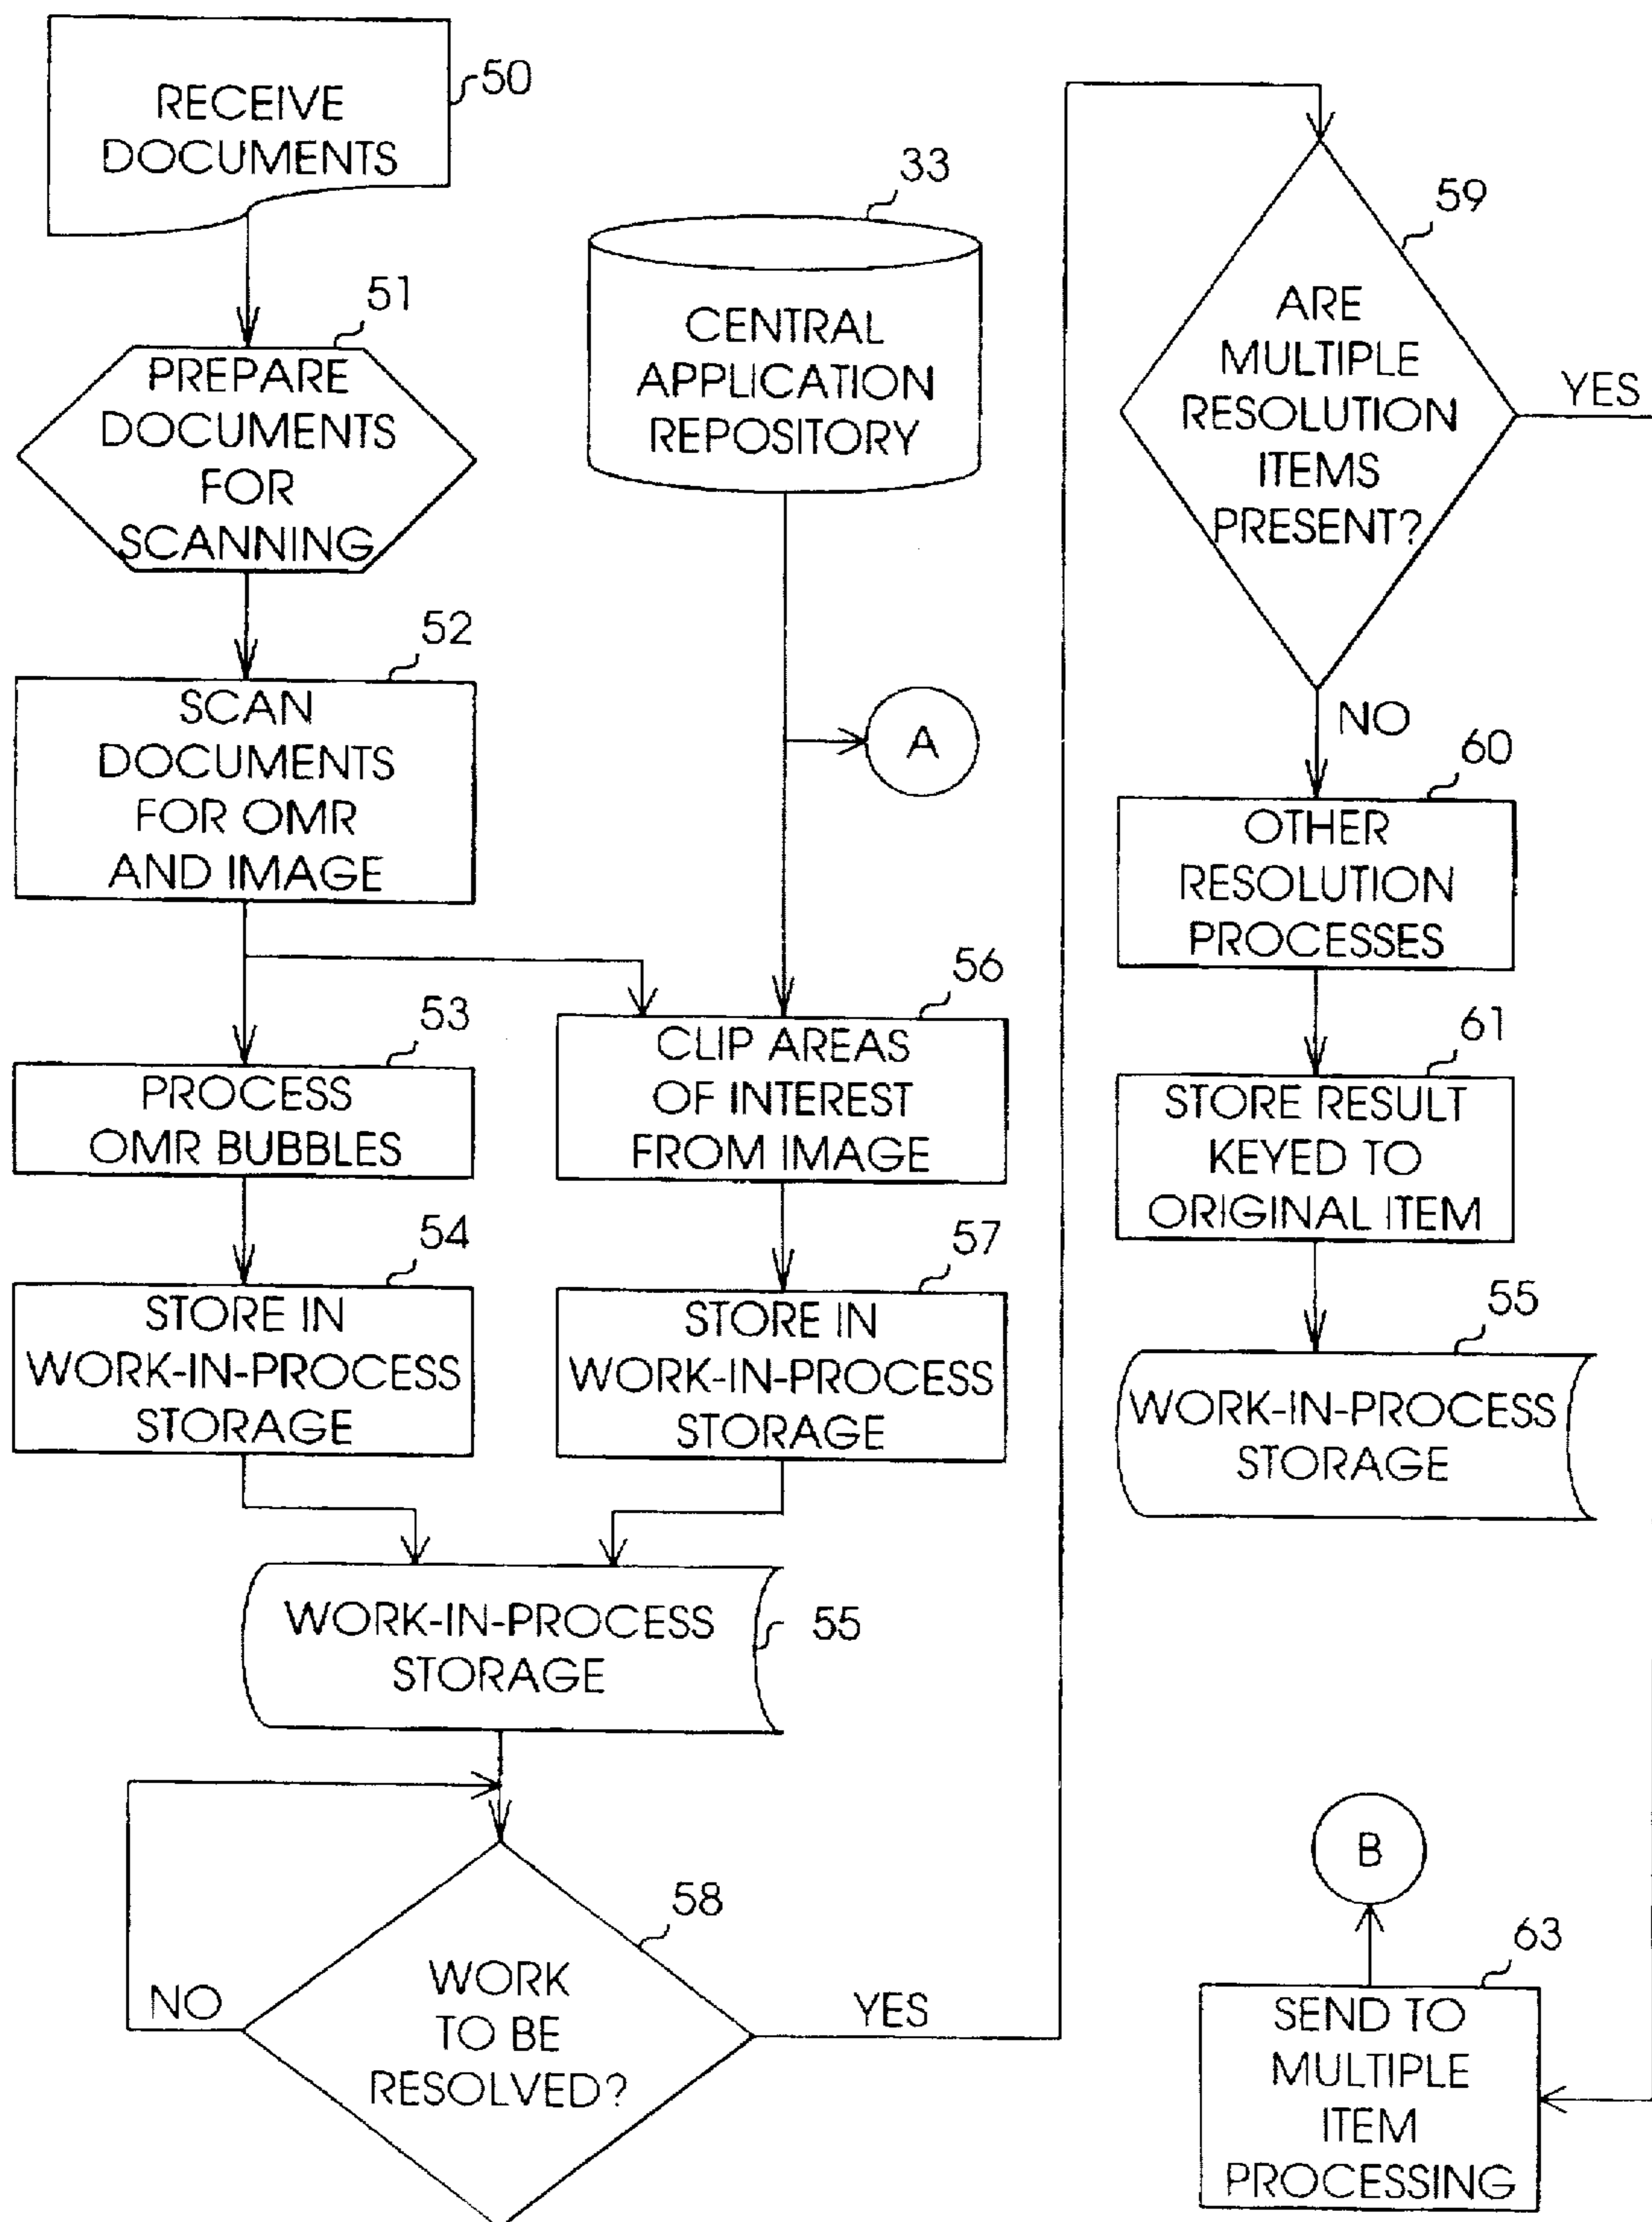 RECEIVE
DOCUMENTS
50
51
PREPARE
DOCUMENTS
FOR
SCANNING
52
SCAN
DOCUMENTS
FOR OMR
AND IMAGE
53
PROCESS
OMR BUBBLES
54
STORE IN
WORK-IN-PROCESS
STORAGE
33
CENTRAL
APPLICATION
REPOSITORY
A
56
CLIP AREAS
OF INTEREST
FROM IMAGE
57
STORE IN
WORK-IN-PROCESS
STORAGE
WORK-IN-PROCESS
STORAGE
55
58
WORK
TO BE
RESOLVED?
NO
YES
59
ARE
MULTIPLE
RESOLUTION
ITEMS
PRESENT?
YES
NO
60
OTHER
RESOLUTION
PROCESSES
61
STORE RESULT
KEYED TO
ORIGINAL ITEM
55
WORK-IN-PROCESS
STORAGE
B
63
SEND TO
MULTIPLE
ITEM
PROCESSING